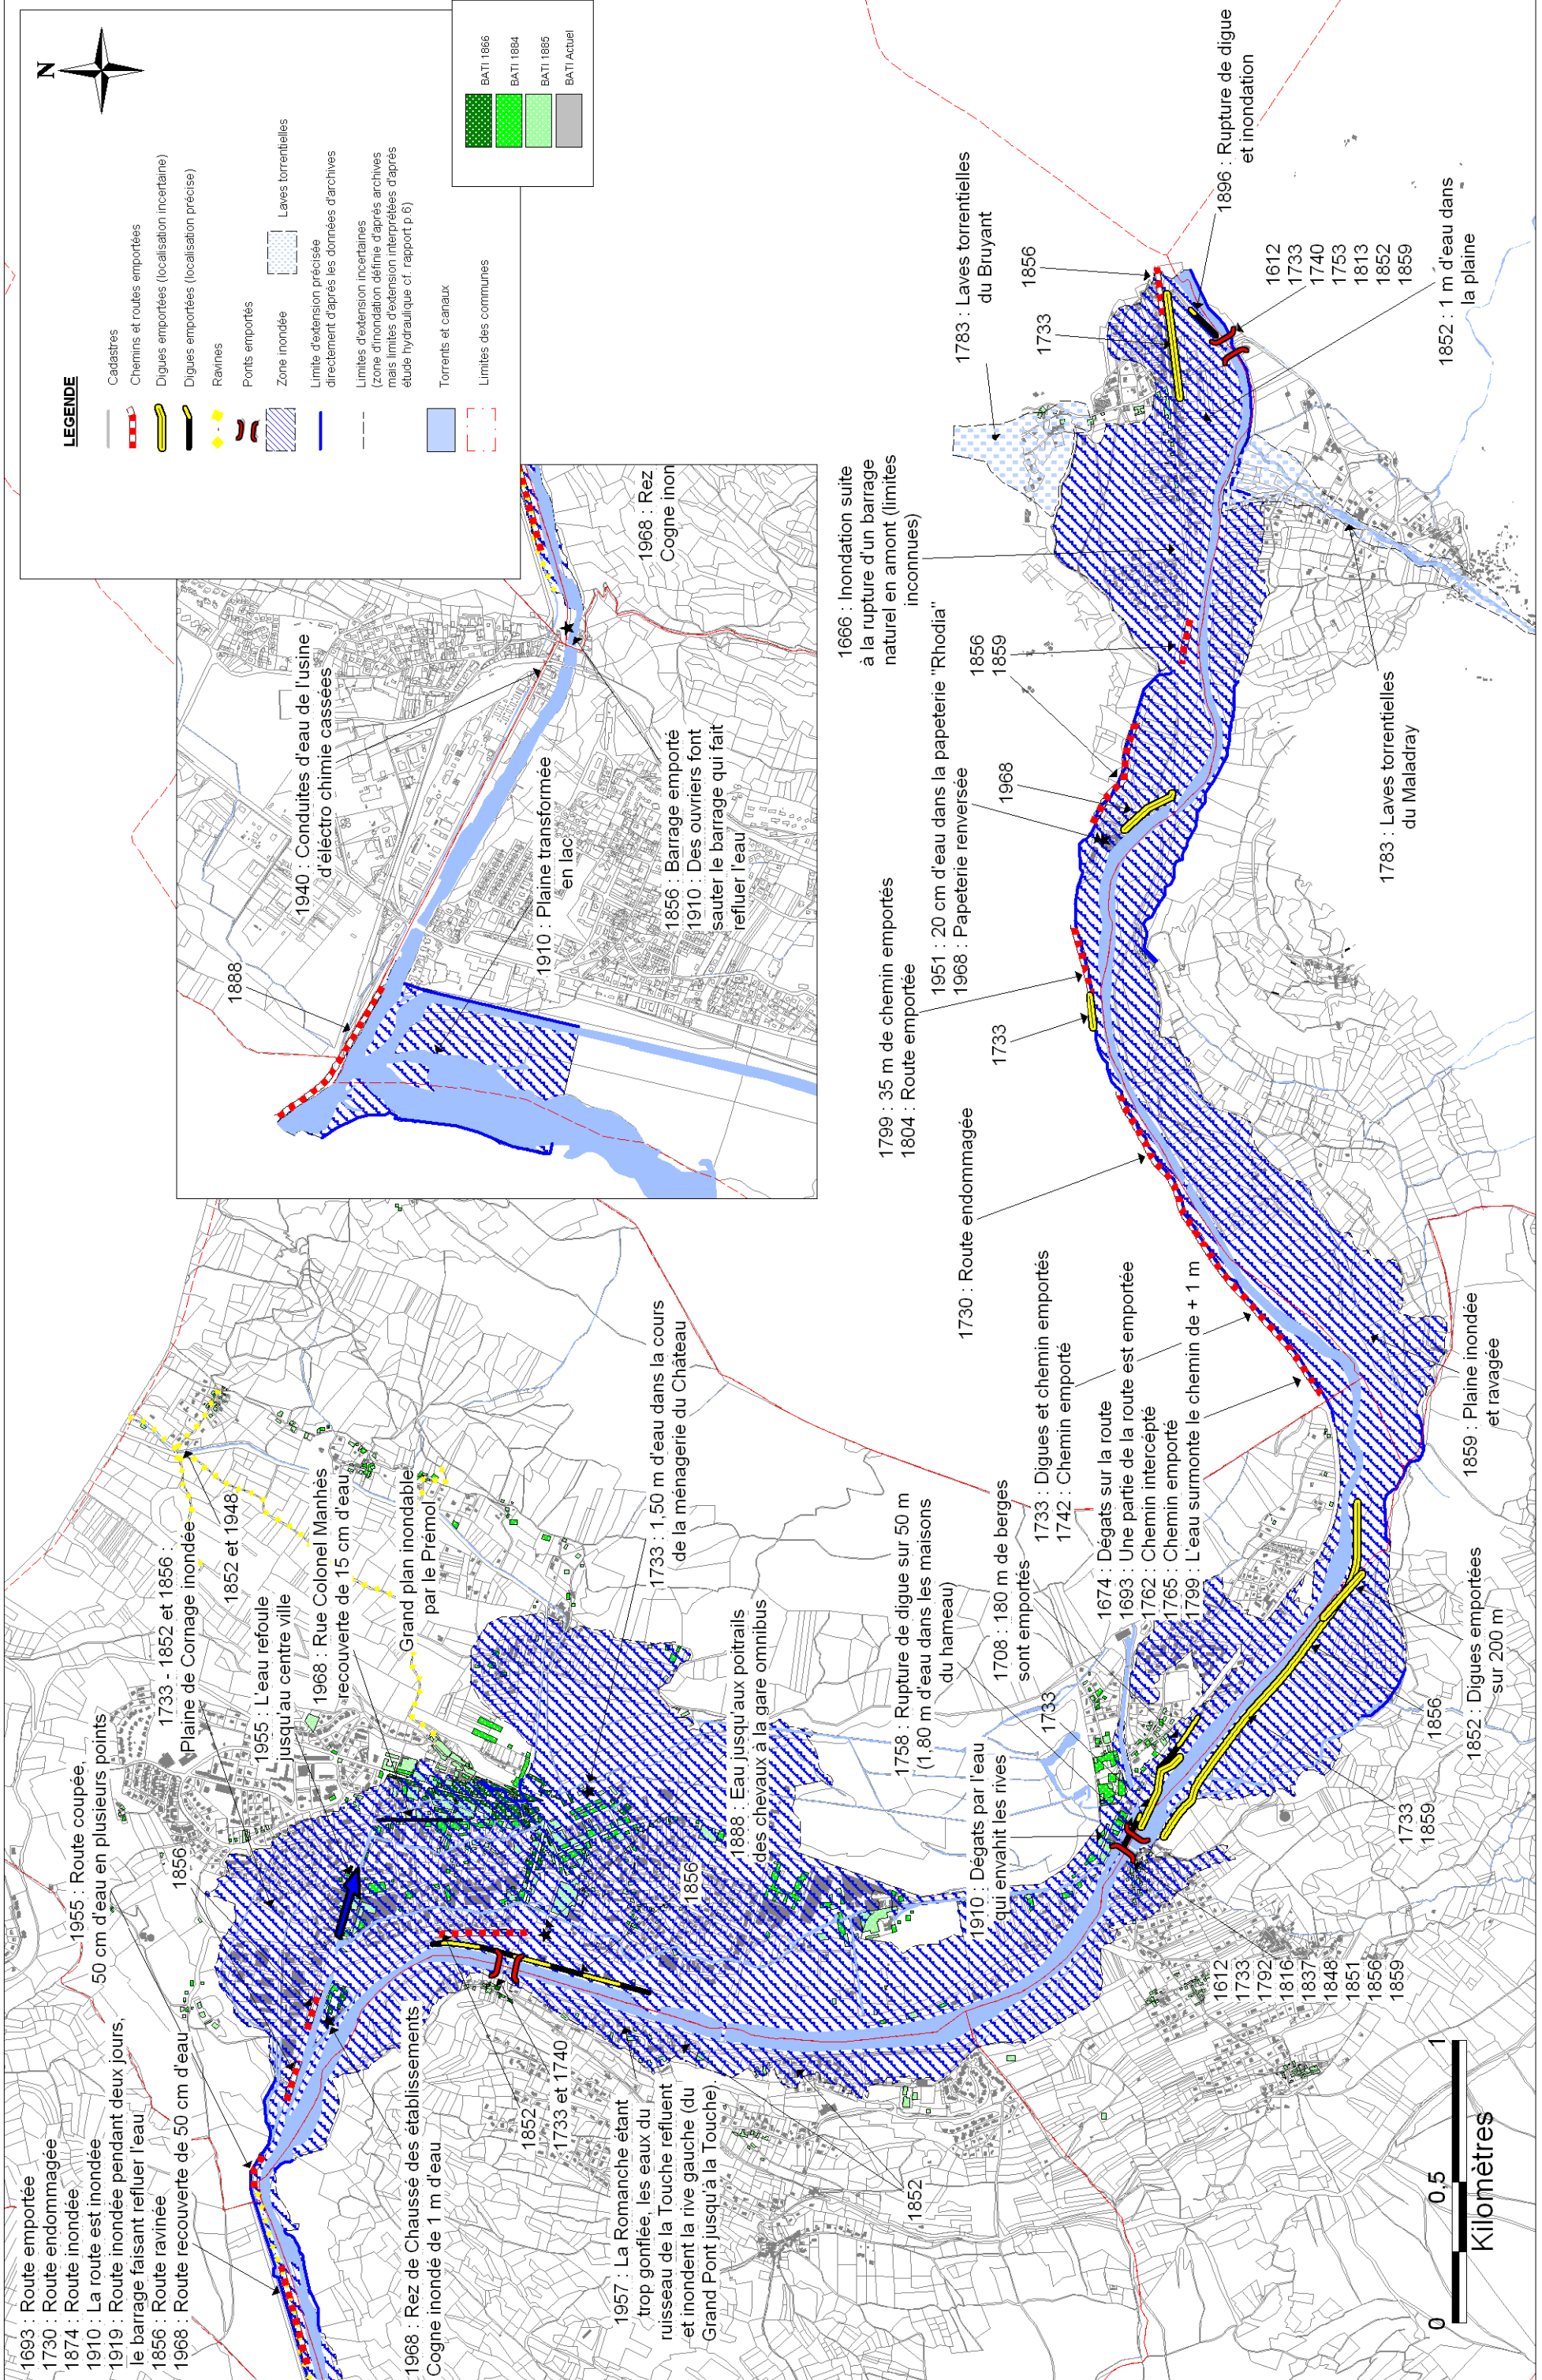 1693 : Route emportée
1730 : Route endommagée
1874 : Route inondée
1910 : La route est inondée
1919 : Route inondée pendant deux jours,
le barrage faisant refluer l'eau
1856 : Route ravinée
1968 : Route recouverte de 50 cm d'eau
1955 : Route coupée,
50 cm d'eau en plusieurs points
1856
1733 - 1852 et 1856 :
Plaine de Cornage inondée
1852 et 1948
1955 : L'eau refoule
jusqu'au centre ville
1968 : Rue Colonel Manhès
recouverte de 15 cm d'eau
Grand plan inondable
par le Prémol
1733 : 1,50 m d'eau dans la cours
de la ménagerie du Château
1888 : Eau jusqu'aux poitrails
des chevaux à la gare omnibus
1856
1968 : Rez de Chaussé des établissements
Cogne inondé de 1 m d'eau
1852
1733 et 1740
1957 : La Romanche étant
trop gonflée, les eaux du
ruisseau de la Touche refluent
et inondent la rive gauche (du
Grand Pont jusqu'à la Touche)
1852
1758 : Rupture de digue sur 50 m
(1,80 m d'eau dans les maisons
du hameau)
1910 : Dégats par l'eau
qui envahit les rives
1708 : 180 m de berges
sont emportés
1733
1733 : Digues et chemin emportés
1742 : Chemin emporté
1674 : Dégats sur la route
1693 : Une partie de la route est emportée
1762 : Chemin intercepté
1765 : Chemin emporté
1799 : L'eau surmonte le chemin de + 1 m
1612
1733
1792
1816
1837
1848
1851
1856
1859
1733
1859
1856
1852 : Digues emportées
sur 200 m
1859 : Plaine inondée
et ravagée
1730 : Route endommagée
1799 : 35 m de chemin emportés
1804 : Route emportée
1733
1951 : 20 cm d'eau dans la papeterie "Rhodia"
1968 : Papeterie renversée
1968
1856
1859
1666 : Inondation suite
à la rupture d'un barrage
naturel en amont (limites
inconnues)
1783 : Laves torrentielles
du Maladray
1783 : Laves torrentielles
du Bruyant
1733
1856
1896 : Rupture de digue
et inondation
1612
1733
1740
1753
1813
1852
1859
1852 : 1 m d'eau dans
la plaine
1888
1940 : Conduites d'eau de l'usine
d'éléctro chimie cassées
1910 : Plaine transformée
en lac
1856 : Barrage emporté
1910 : Des ouvriers font
sauter le barrage qui fait
refluer l'eau
1968 : Rez
Cogne inon
N
LEGENDE
Cadastres
Chemins et routes emportées
Digues emportées (localisation incertaine)
Digues emportées (localisation précise)
Ravines
Ponts emportés
Zone inondée
Laves torrentielles
Limite d'extension précisée
directement d'après les données d'archives
Limites d'extension incertaines
(zone d'inondation définie d'après archives
mais limites d'extension interprétées d'après
étude hydraulique cf. rapport p.6)
Torrents et canaux
Limites des communes
BATI 1866
BATI 1884
BATI 1885
BATI Actuel
0
0,5
1
Kilomètres